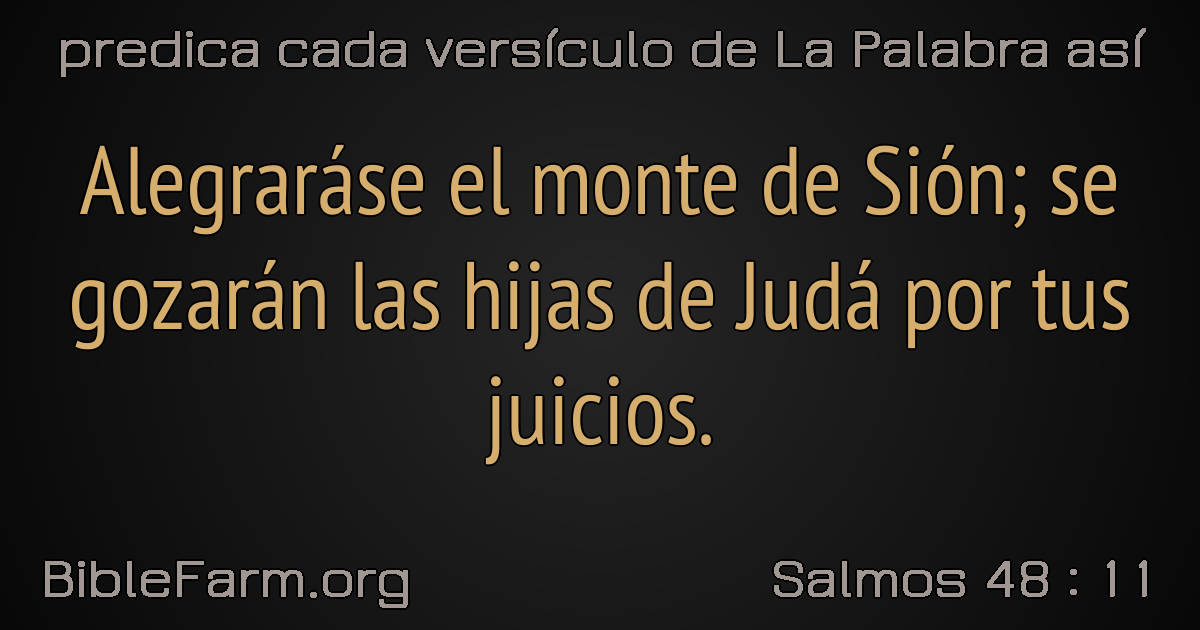 predica cada versículo de La Palabra así
Alegraráse el monte de Sión; se
gozarán las hijas de Judá por tus
juicios.
BibleFarm.org
Salmos 48 : 11